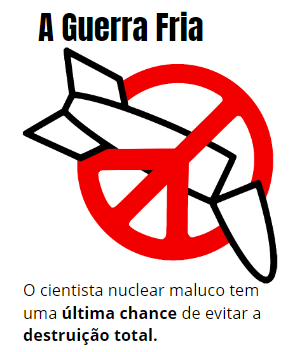 A Guerra Fria
O cientista nuclear maluco tem
uma última chance de evitar a
destruição total.